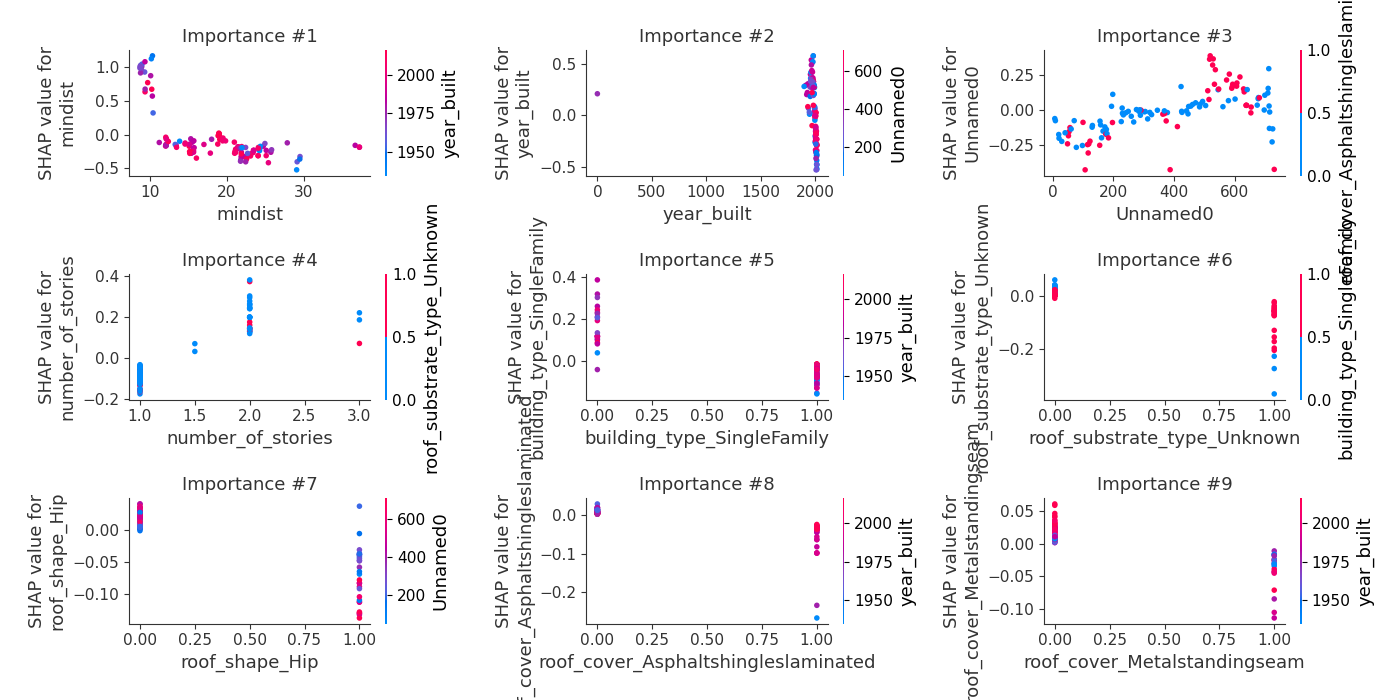 Importance #1
SHAP value for
mindist
1.0
0.5
0.0
−0.5
10
20
30
mindist
2000
1975
1950
year_built
Importance #2
SHAP value for
year_built
0.5
0.0
−0.5
0
500
1000
1500
2000
year_built
600
400
200
Unnamed0
Importance #3
SHAP value for
Unnamed0
0.25
0.00
−0.25
0
200
400
600
Unnamed0
1.0
0.5
0.0
roof_cover_Asphaltshingleslami
Importance #4
SHAP value for
number_of_stories
0.4
0.2
0.0
−0.2
1.0
1.5
2.0
2.5
3.0
number_of_stories
1.0
0.5
0.0
roof_substrate_type_Unknown
Importance #5
SHAP value for
building_type_SingleFamily
0.4
0.2
0.0
0.00
0.25
0.50
0.75
1.00
building_type_SingleFamily
2000
1975
1950
year_built
Importance #6
SHAP value for
roof_substrate_type_Unknown
0.0
−0.2
0.00
0.25
0.50
0.75
1.00
roof_substrate_type_Unknown
1.0
0.5
0.0
building_type_SingleFamily
Importance #7
SHAP value for
roof_shape_Hip
0.00
−0.05
−0.10
0.00
0.25
0.50
0.75
1.00
roof_shape_Hip
600
400
200
Unnamed0
Importance #8
SHAP value for
f_cover_Asphaltshingleslaminated
0.0
−0.1
−0.2
0.00
0.25
0.50
0.75
1.00
roof_cover_Asphaltshingleslaminated
2000
1975
1950
year_built
Importance #9
SHAP value for
roof_cover_Metalstandingseam
0.05
0.00
−0.05
−0.10
0.00
0.25
0.50
0.75
1.00
roof_cover_Metalstandingseam
2000
1975
1950
year_built